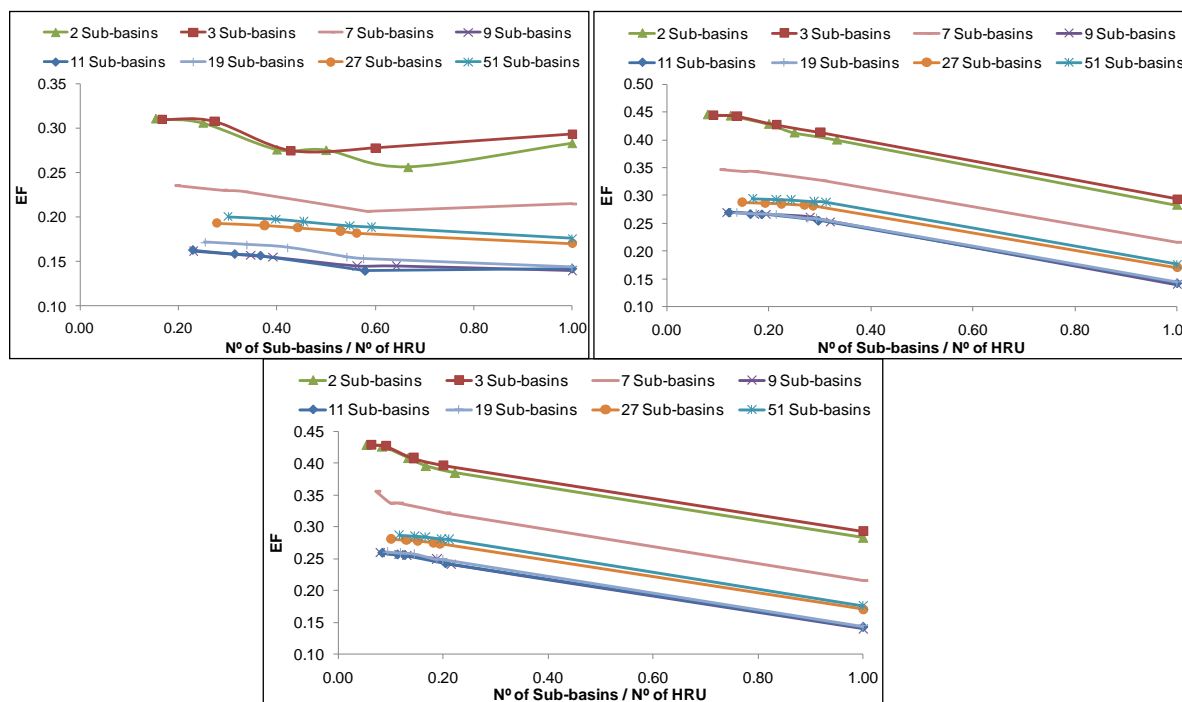 2 Sub-basins 3 Sub-basins 7 Sub-basins 9 Sub-basins
11 Sub-basins 19 Sub-basins 27 Sub-basins 51 Sub-basins
0.35
0.30
0.25
0.20
0.15
0.10
EF
0.00 0.20 0.40 0.60 0.80 1.00
Nº of Sub-basins / Nº of HRU
2 Sub-basins 3 Sub-basins 7 Sub-basins 9 Sub-basins
11 Sub-basins 19 Sub-basins 27 Sub-basins 51 Sub-basins
0.50
0.45
0.40
0.35
0.30
0.25
0.20
0.15
0.10
EF
0.00 0.20 0.40 0.60 0.80 1.00
Nº of Sub-basins / Nº of HRU
2 Sub-basins 3 Sub-basins 7 Sub-basins 9 Sub-basins
11 Sub-basins 19 Sub-basins 27 Sub-basins 51 Sub-basins
0.45
0.40
0.35
0.30
0.25
0.20
0.15
0.10
EF
0.00 0.20 0.40 0.60 0.80 1.00
Nº of Sub-basins / Nº of HRU